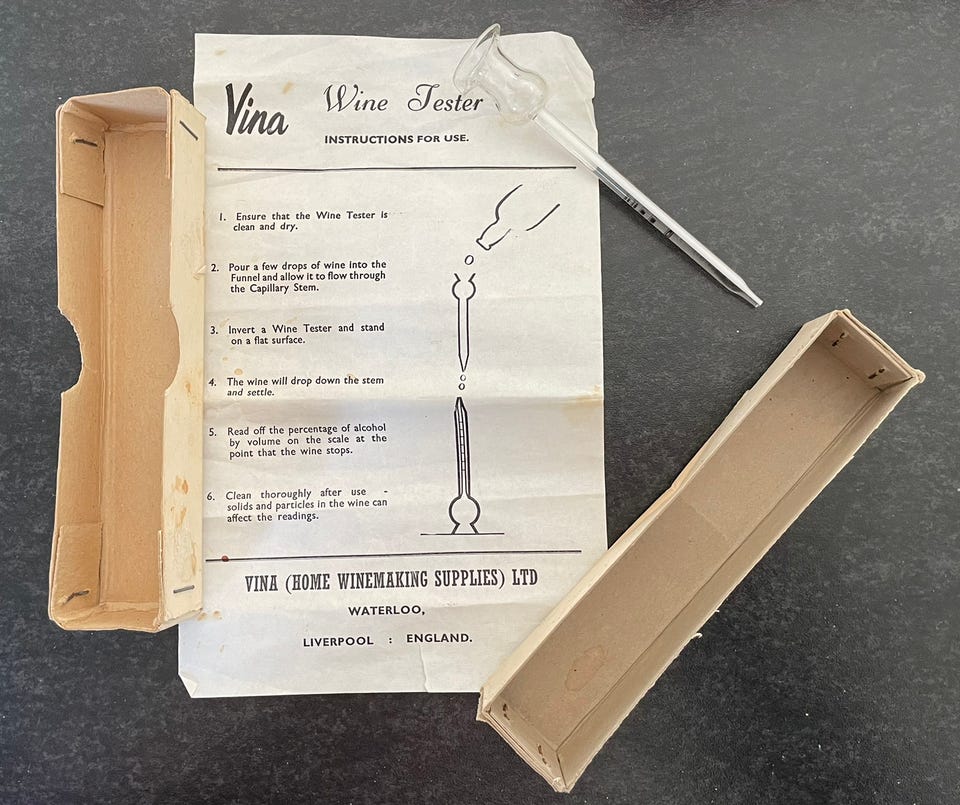 Vina Wine Tester
INSTRUCTIONS FOR USE.
1. Ensure that the Wine Tester is
clean and dry.
2. Pour a few drops of wine into the
Funnel and allow it to flow through
the Capillary Stem.
3. Invert a Wine Tester and stand
on a flat surface.
4. The wine will drop down the stem
and settle.
5. Read off the percentage of alcohol
by volume on the scale at the
point that the wine stops.
6. Clean thoroughly after use -
solids and particles in the wine can
affect the readings.
VINA (HOME WINEMAKING SUPPLIES) LTD
WATERLOO,
LIVERPOOL : ENGLAND.